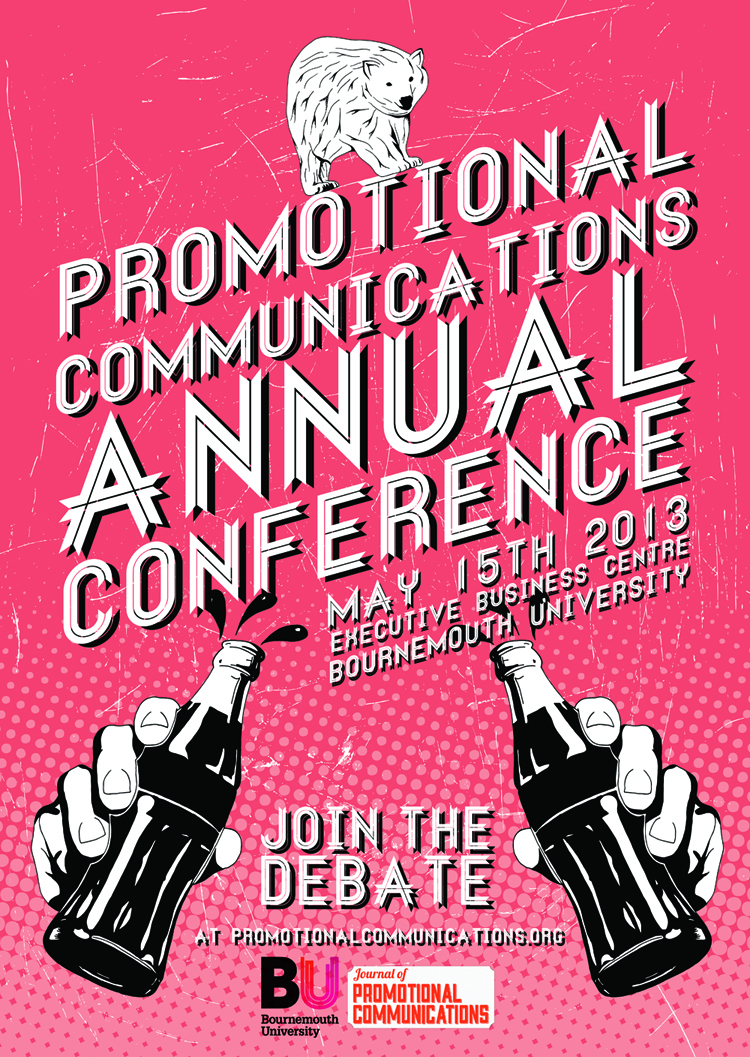 PROMOTIONAL
COMMUNICATIONS
ANNUAL
CONFERENCE
MAY 15TH 2013
EXECUTIVE BUSINESS CENTRE
BOURNEMOUTH UNIVERSITY
JOIN THE
DEBATE
AT PROMOTIONALCOMMUNICATIONS.ORG
BU
Bournemouth
University
Journal of
PROMOTIONAL
COMMUNICATIONS